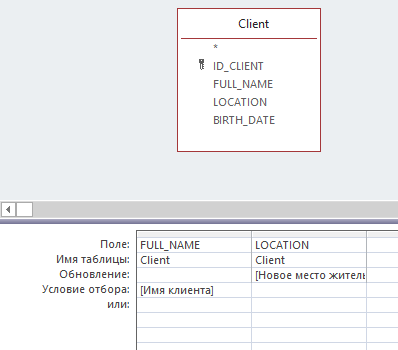 Client
*
ID_CLIENT
FULL_NAME
LOCATION
BIRTH_DATE
Поле: FULL_NAME LOCATION
Имя таблицы: Client Client
Обновление: [Новое место житель
Условие отбора: [Имя клиента]
или: